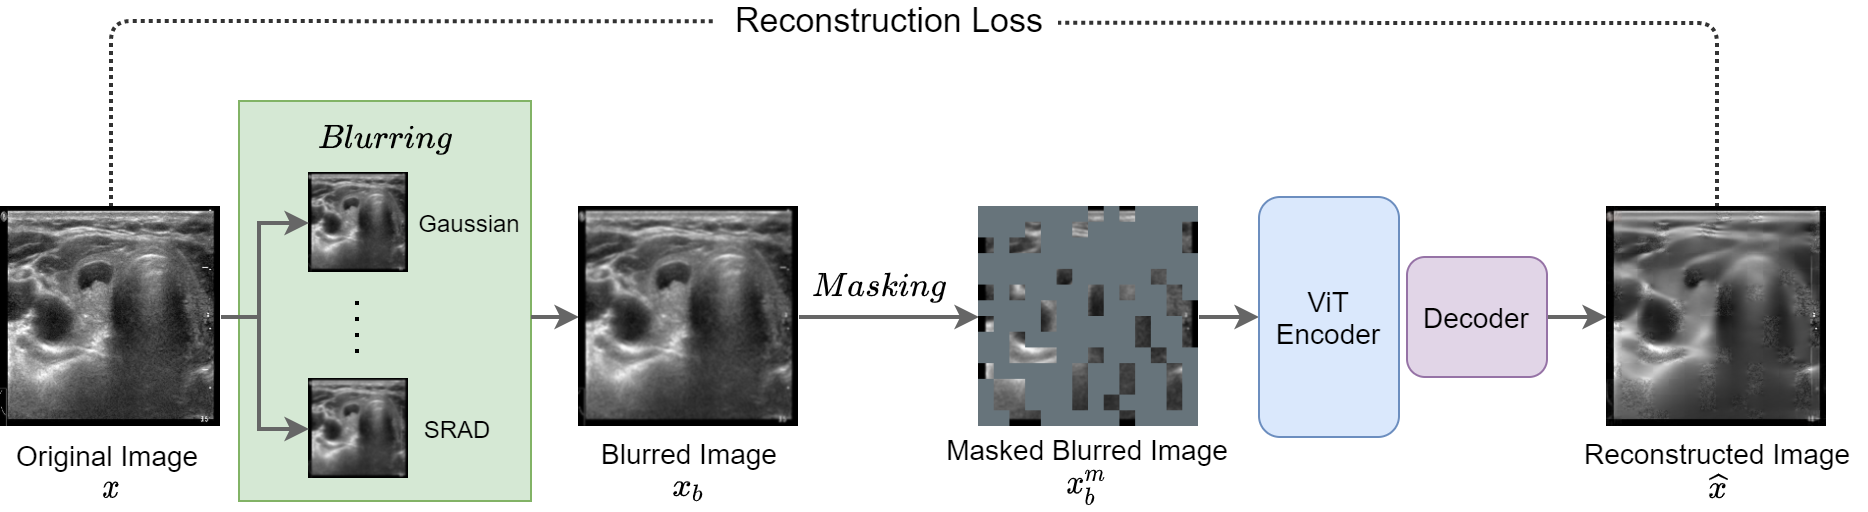 Reconstruction Loss
Blurring
Gaussian
SRAD
Masking
ViT
Encoder
Decoder
Original Image
x
Blurred Image
x_b
Masked Blurred Image
x_b^m
Reconstructed Image
x̂